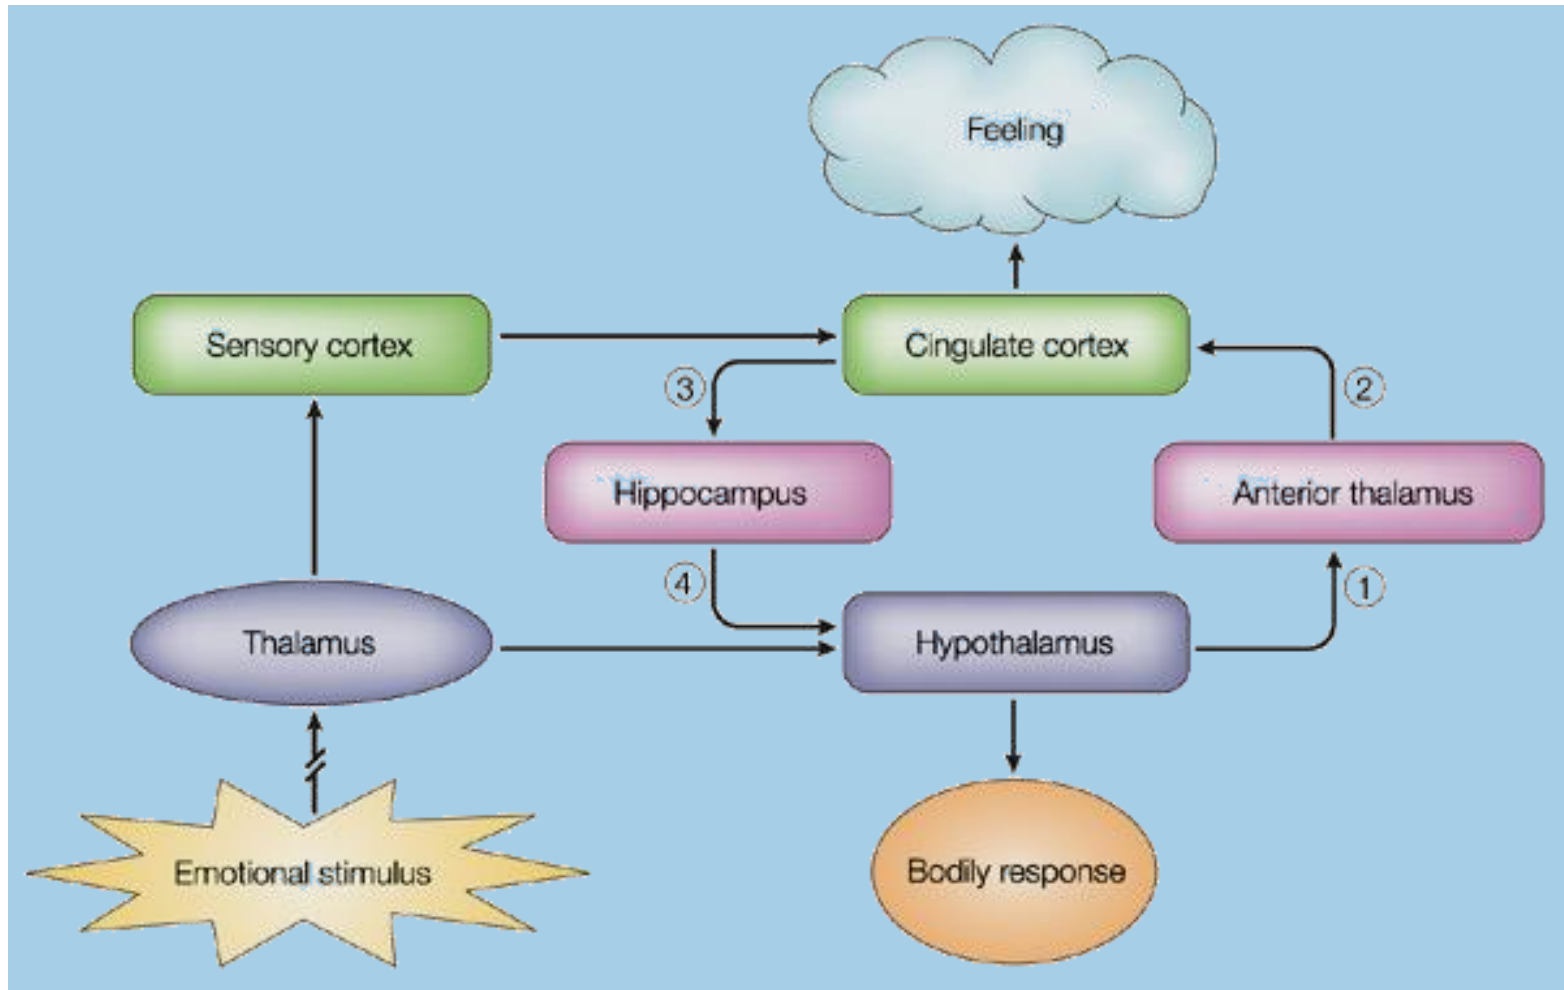 Feeling
Sensory cortex
Cingulate cortex
③
②
Hippocampus
Anterior thalamus
④
①
Thalamus
Hypothalamus
Emotional stimulus
Bodily response